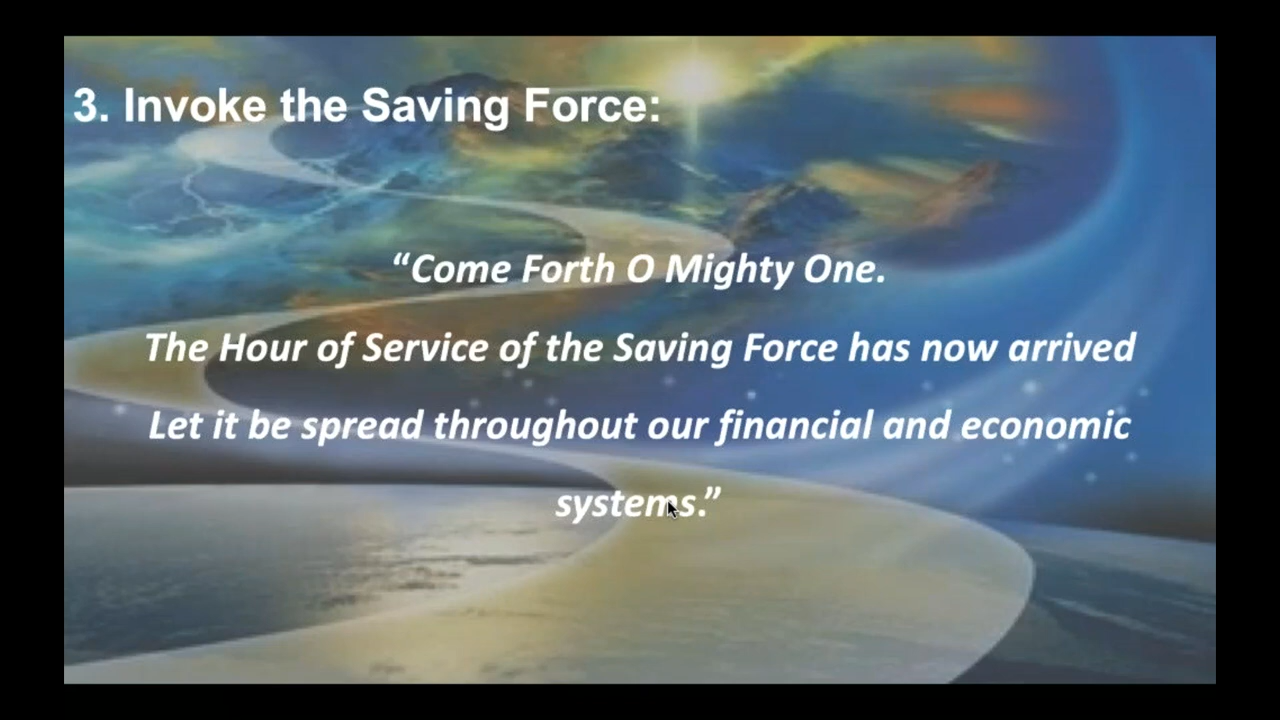 3. Invoke the Saving Force:
“Come Forth O Mighty One.
The Hour of Service of the Saving Force has now arrived
Let it be spread throughout our financial and economic
systems.”